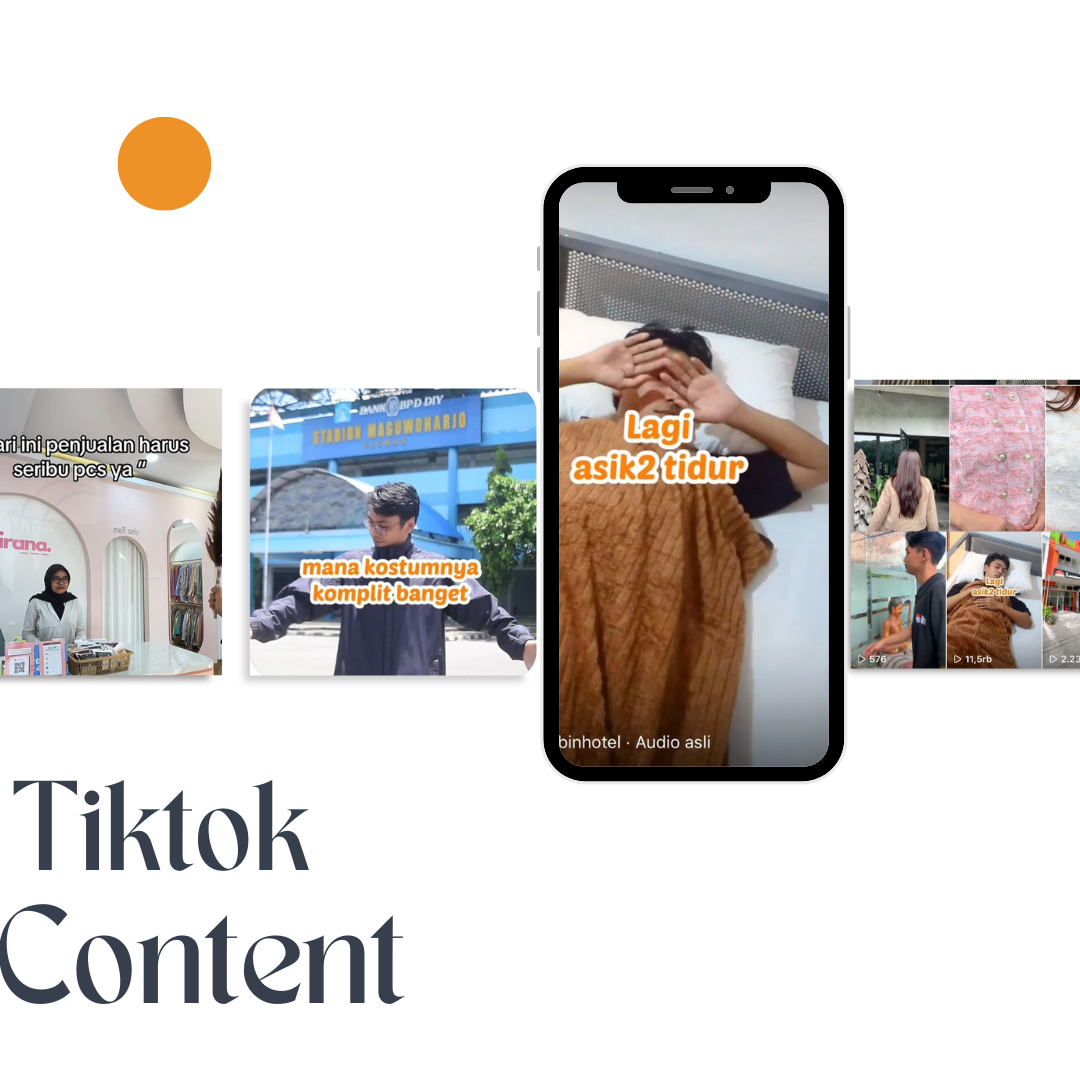 ari ini penjualan harus
seribu pcs ya “
irana.
BANK BPD DIY
STADION MAGUWOHARJO
SLEMAN
mana kostumnya
komplit banget
Lagi
asik2 tidur
binhotel · Audio asli
Lagi
asik2 tidur
576
11,5rb
2.23
Tiktok
Content